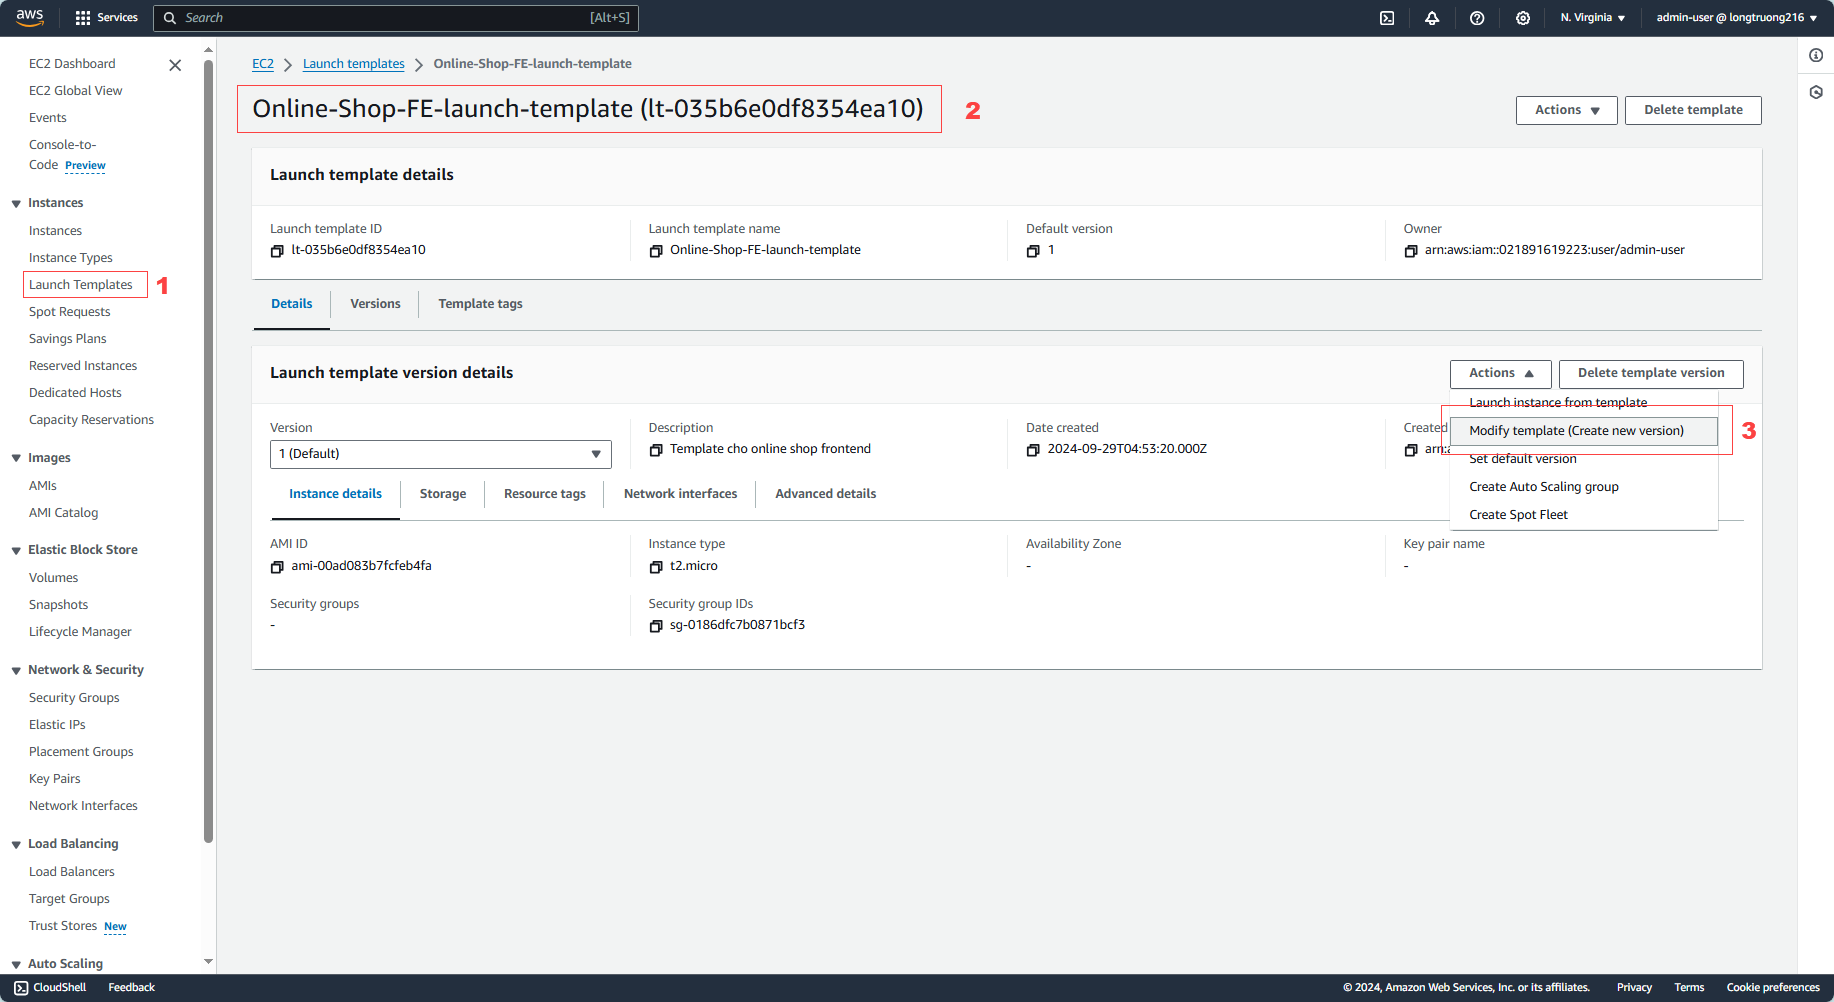 aws Services Search [Alt+S] N. Virginia admin-user @ longtruong216
EC2 Dashboard
EC2 Global View
Events
Console-to-
Code Preview
Instances
Instances
Instance Types
Launch Templates 1
Spot Requests
Savings Plans
Reserved Instances
Dedicated Hosts
Capacity Reservations
Images
AMIs
AMI Catalog
Elastic Block Store
Volumes
Snapshots
Lifecycle Manager
Network & Security
Security Groups
Elastic IPs
Placement Groups
Key Pairs
Network Interfaces
Load Balancing
Load Balancers
Target Groups
Trust Stores New
Auto Scaling
EC2 Launch templates Online-Shop-FE-launch-template
Online-Shop-FE-launch-template (lt-035b6e0df8354ea10) 2
Actions Delete template
Launch template details
Launch template ID Launch template name Default version Owner
lt-035b6e0df8354ea10 Online-Shop-FE-launch-template 1 arn:aws:iam::021891619223:user/admin-user
Details Versions Template tags
Launch template version details
Actions Delete template version
Launch instance from template
Modify template (Create new version) 3
Set default version
Create Auto Scaling group
Create Spot Fleet
Version Description Date created Created
1 (Default) Template cho online shop frontend 2024-09-29T04:53:20.000Z
Instance details Storage Resource tags Network interfaces Advanced details
AMI ID Instance type Availability Zone Key pair name
ami-00ad083b7fcfeb4fa t2.micro - -
Security groups Security group IDs
- sg-0186dfc7b0871bcf3
CloudShell Feedback © 2024, Amazon Web Services, Inc. or its affiliates. Privacy Terms Cookie preferences